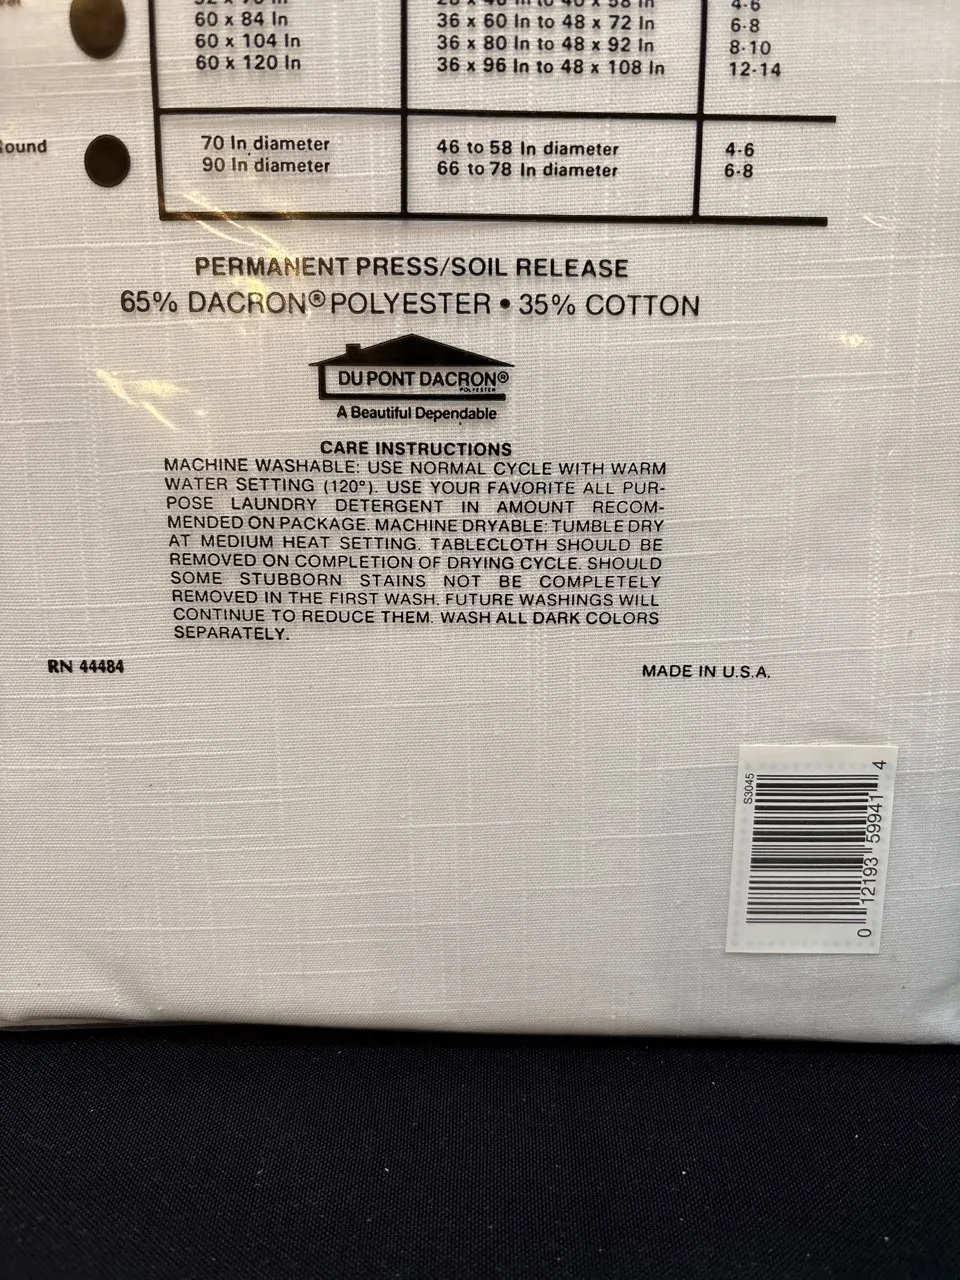 60 x 84 In 36 x 60 In to 48 x 72 In 6-8
60 x 104 In 36 x 80 In to 48 x 92 In 8-10
60 x 120 In 36 x 96 In to 48 x 108 In 12-14
70 In diameter 46 to 58 In diameter 4-6
90 In diameter 66 to 78 In diameter 6-8
PERMANENT PRESS/SOIL RELEASE
65% DACRON® POLYESTER • 35% COTTON
DU PONT DACRON®
POLYESTER
A Beautiful Dependable
CARE INSTRUCTIONS
MACHINE WASHABLE: USE NORMAL CYCLE WITH WARM
WATER SETTING (120°). USE YOUR FAVORITE ALL PUR-
POSE LAUNDRY DETERGENT IN AMOUNT RECOM-
MENDED ON PACKAGE. MACHINE DRYABLE: TUMBLE DRY
AT MEDIUM HEAT SETTING. TABLECLOTH SHOULD BE
REMOVED ON COMPLETION OF DRYING CYCLE. SHOULD
SOME STUBBORN STAINS NOT BE COMPLETELY
REMOVED IN THE FIRST WASH. FUTURE WASHINGS WILL
CONTINUE TO REDUCE THEM. WASH ALL DARK COLORS
SEPARATELY.
RN 44484
MADE IN U.S.A.
S3045
0 12193 59941 4